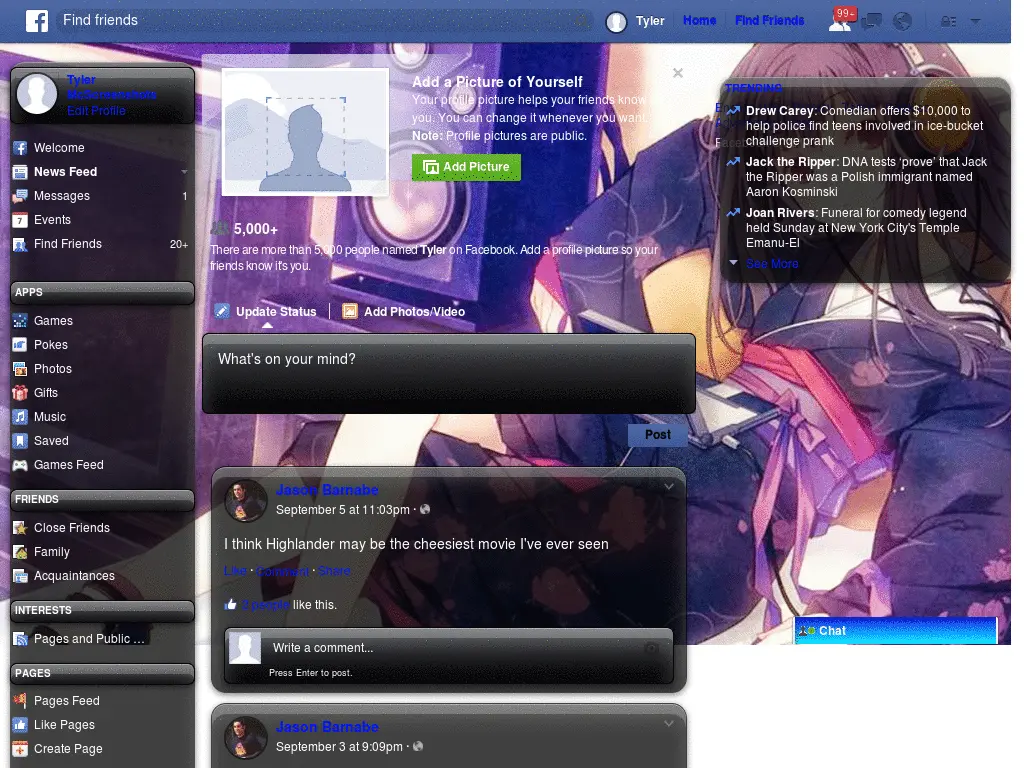 Find friends
Tyler
Home
Find Friends
99+
Tyler
Edit Profile
Welcome
News Feed
Messages
1
Events
Find Friends
20+
APPS
Games
Pokes
Photos
Gifts
Music
Saved
Games Feed
FRIENDS
Close Friends
Family
Acquaintances
INTERESTS
Pages and Public ...
PAGES
Pages Feed
Like Pages
Create Page
Add a Picture of Yourself
Your profile picture helps your friends know
you. You can change it whenever you want.
Note: Profile pictures are public.
Add Picture
5,000+
There are more than 5,000 people named Tyler on Facebook. Add a profile picture so your
friends know it's you.
Update Status
Add Photos/Video
What's on your mind?
Post
Jason Barnabe
September 5 at 11:03pm ·
I think Highlander may be the cheesiest movie I've ever seen
Like · Comment · Share
people like this.
Write a comment...
Press Enter to post.
Jason Barnabe
September 3 at 9:09pm ·
TRENDING
Drew Carey: Comedian offers $10,000 to
help police find teens involved in ice-bucket
challenge prank
Jack the Ripper: DNA tests 'prove' that Jack
the Ripper was a Polish immigrant named
Aaron Kosminski
Joan Rivers: Funeral for comedy legend
held Sunday at New York City's Temple
Emanu-El
See More
Chat